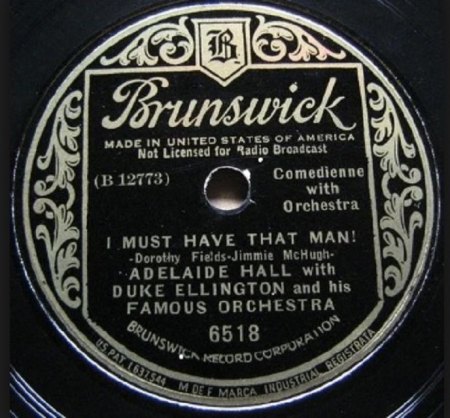 B
Brunswick
MADE IN UNITED STATES OF AMERICA
Not Licensed for Radio Broadcast
(B 12773)
Comedienne
with
Orchestra
I MUST HAVE THAT MAN!
-Dorothy Fields-Jimmie McHugh-
ADELAIDE HALL with
DUKE ELLINGTON and his
FAMOUS ORCHESTRA
6518
BRUNSWICK RECORD CORPORATION
US PAT 1637544 M DE F MARCA INDUSTRIAL REGISTRATA